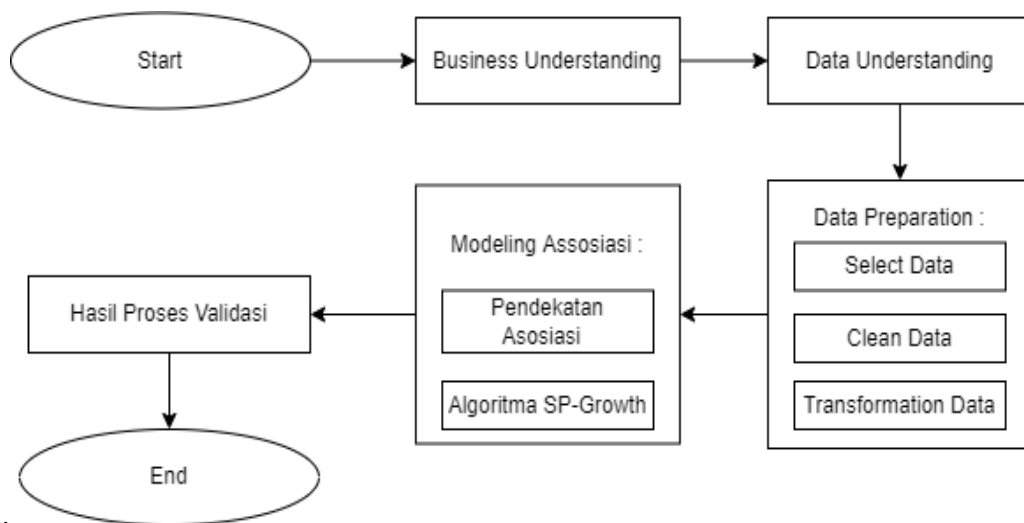 Start
Business Understanding
Data Understanding
Data Preparation :
Select Data
Clean Data
Transformation Data
Modeling Assosiasi :
Pendekatan
Asosiasi
Algoritma SP-Growth
Hasil Proses Validasi
End